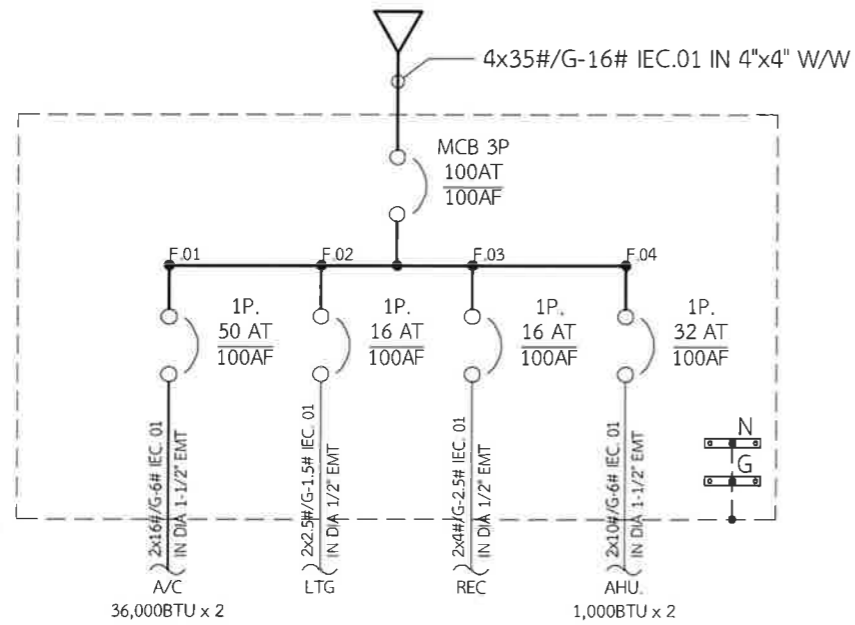 4x35#/G-16# IEC.01 IN 4"x4" W/W
MCB 3P
100AT
100AF
F.01
F.02
F.03
F.04
1P.
50 AT
100AF
1P.
16 AT
100AF
1P.
16 AT
100AF
1P.
32 AT
100AF
2x16#/G-6# IEC. 01
IN DIA 1-1/2" EMT
2x2.5#/G-1.5# IEC. 01
IN DIA 1/2" EMT
2x4#/G-2.5# IEC. 01
IN DIA 1/2" EMT
2x10#/G-6# IEC. 01
IN DIA 1-1/2" EMT
N
G
A/C
36,000BTU x 2
LTG
REC
AHU.
1,000BTU x 2